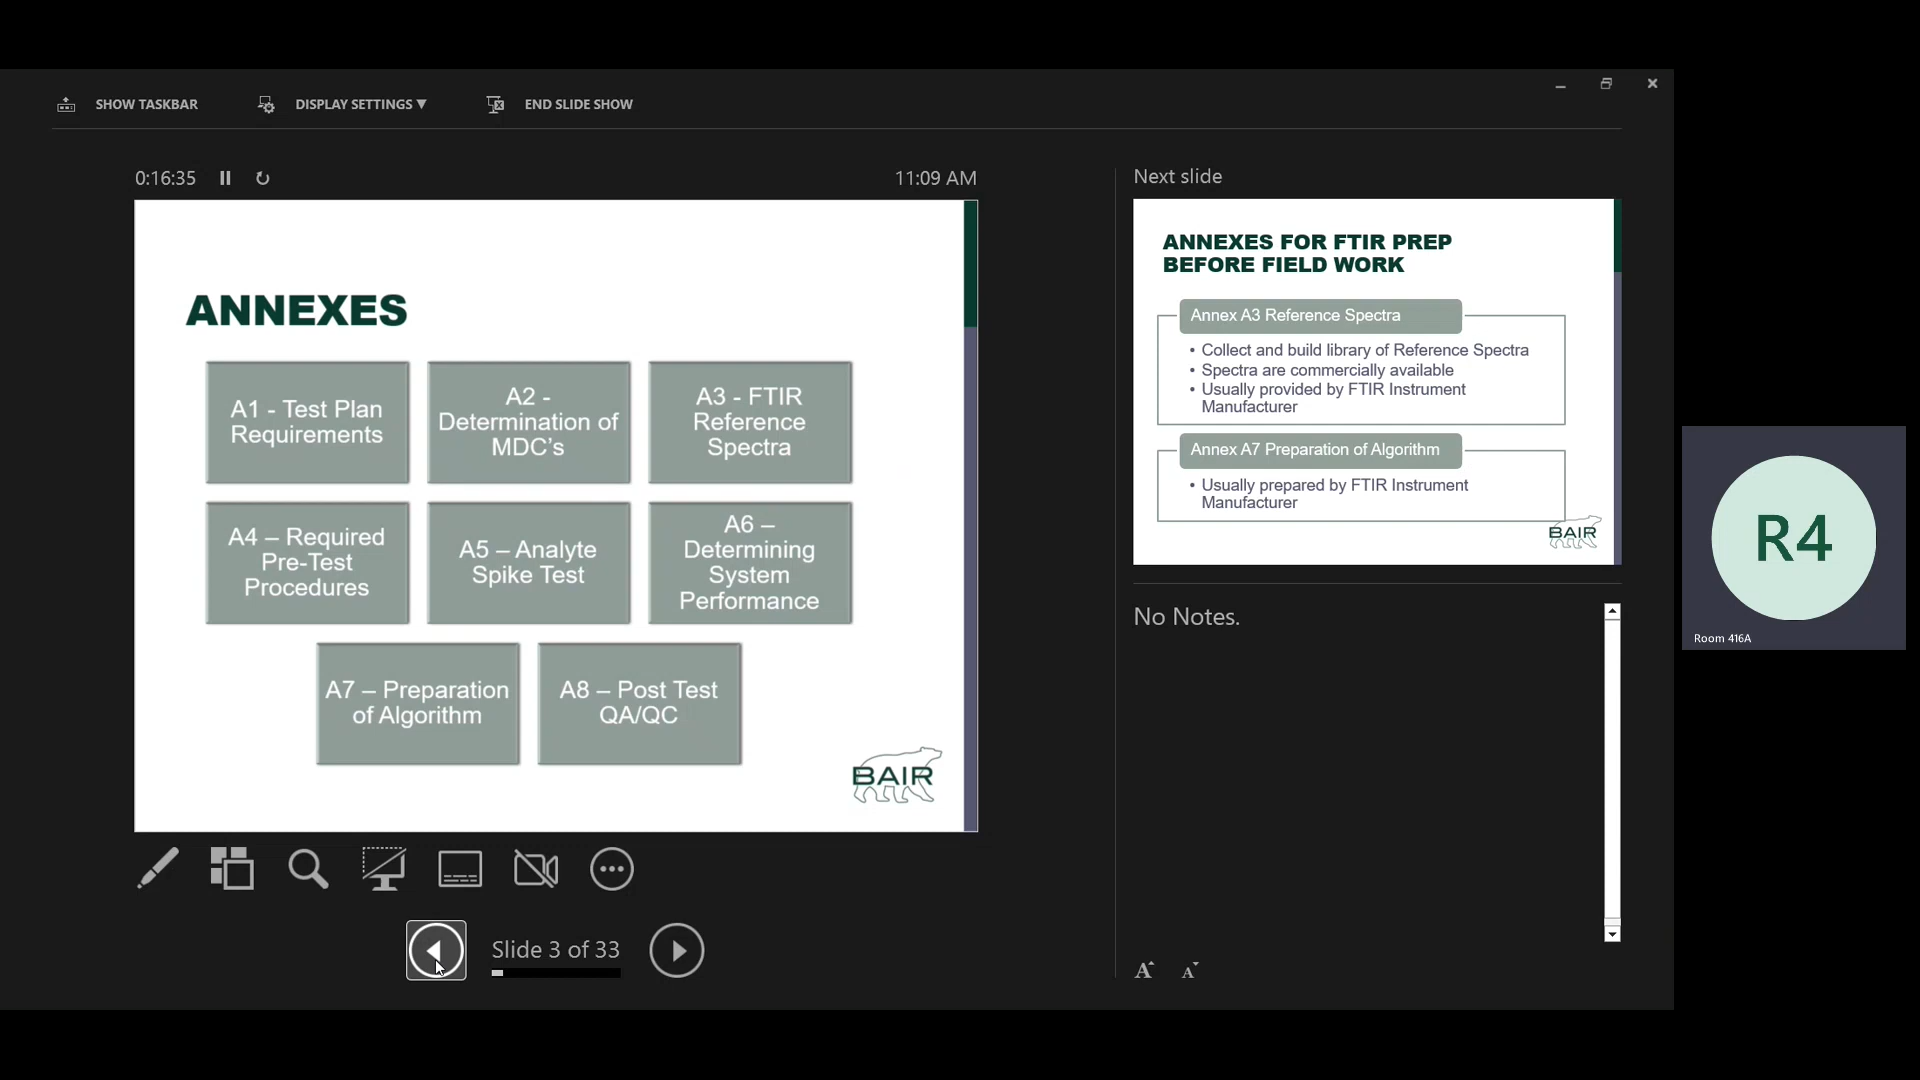 SHOW TASKBAR
DISPLAY SETTINGS ▼
END SLIDE SHOW
0:16:35
11:09 AM
ANNEXES
A1 - Test Plan
Requirements
A2 -
Determination of
MDC’s
A3 - FTIR
Reference
Spectra
A4 – Required
Pre-Test
Procedures
A5 – Analyte
Spike Test
A6 –
Determining
System
Performance
A7 – Preparation
of Algorithm
A8 – Post Test
QA/QC
BAIR
Slide 3 of 33
Next slide
ANNEXES FOR FTIR PREP
BEFORE FIELD WORK
Annex A3 Reference Spectra
• Collect and build library of Reference Spectra
• Spectra are commercially available
• Usually provided by FTIR Instrument
Manufacturer
Annex A7 Preparation of Algorithm
• Usually prepared by FTIR Instrument
Manufacturer
BAIR
No Notes.
A A
R4
Room 416A